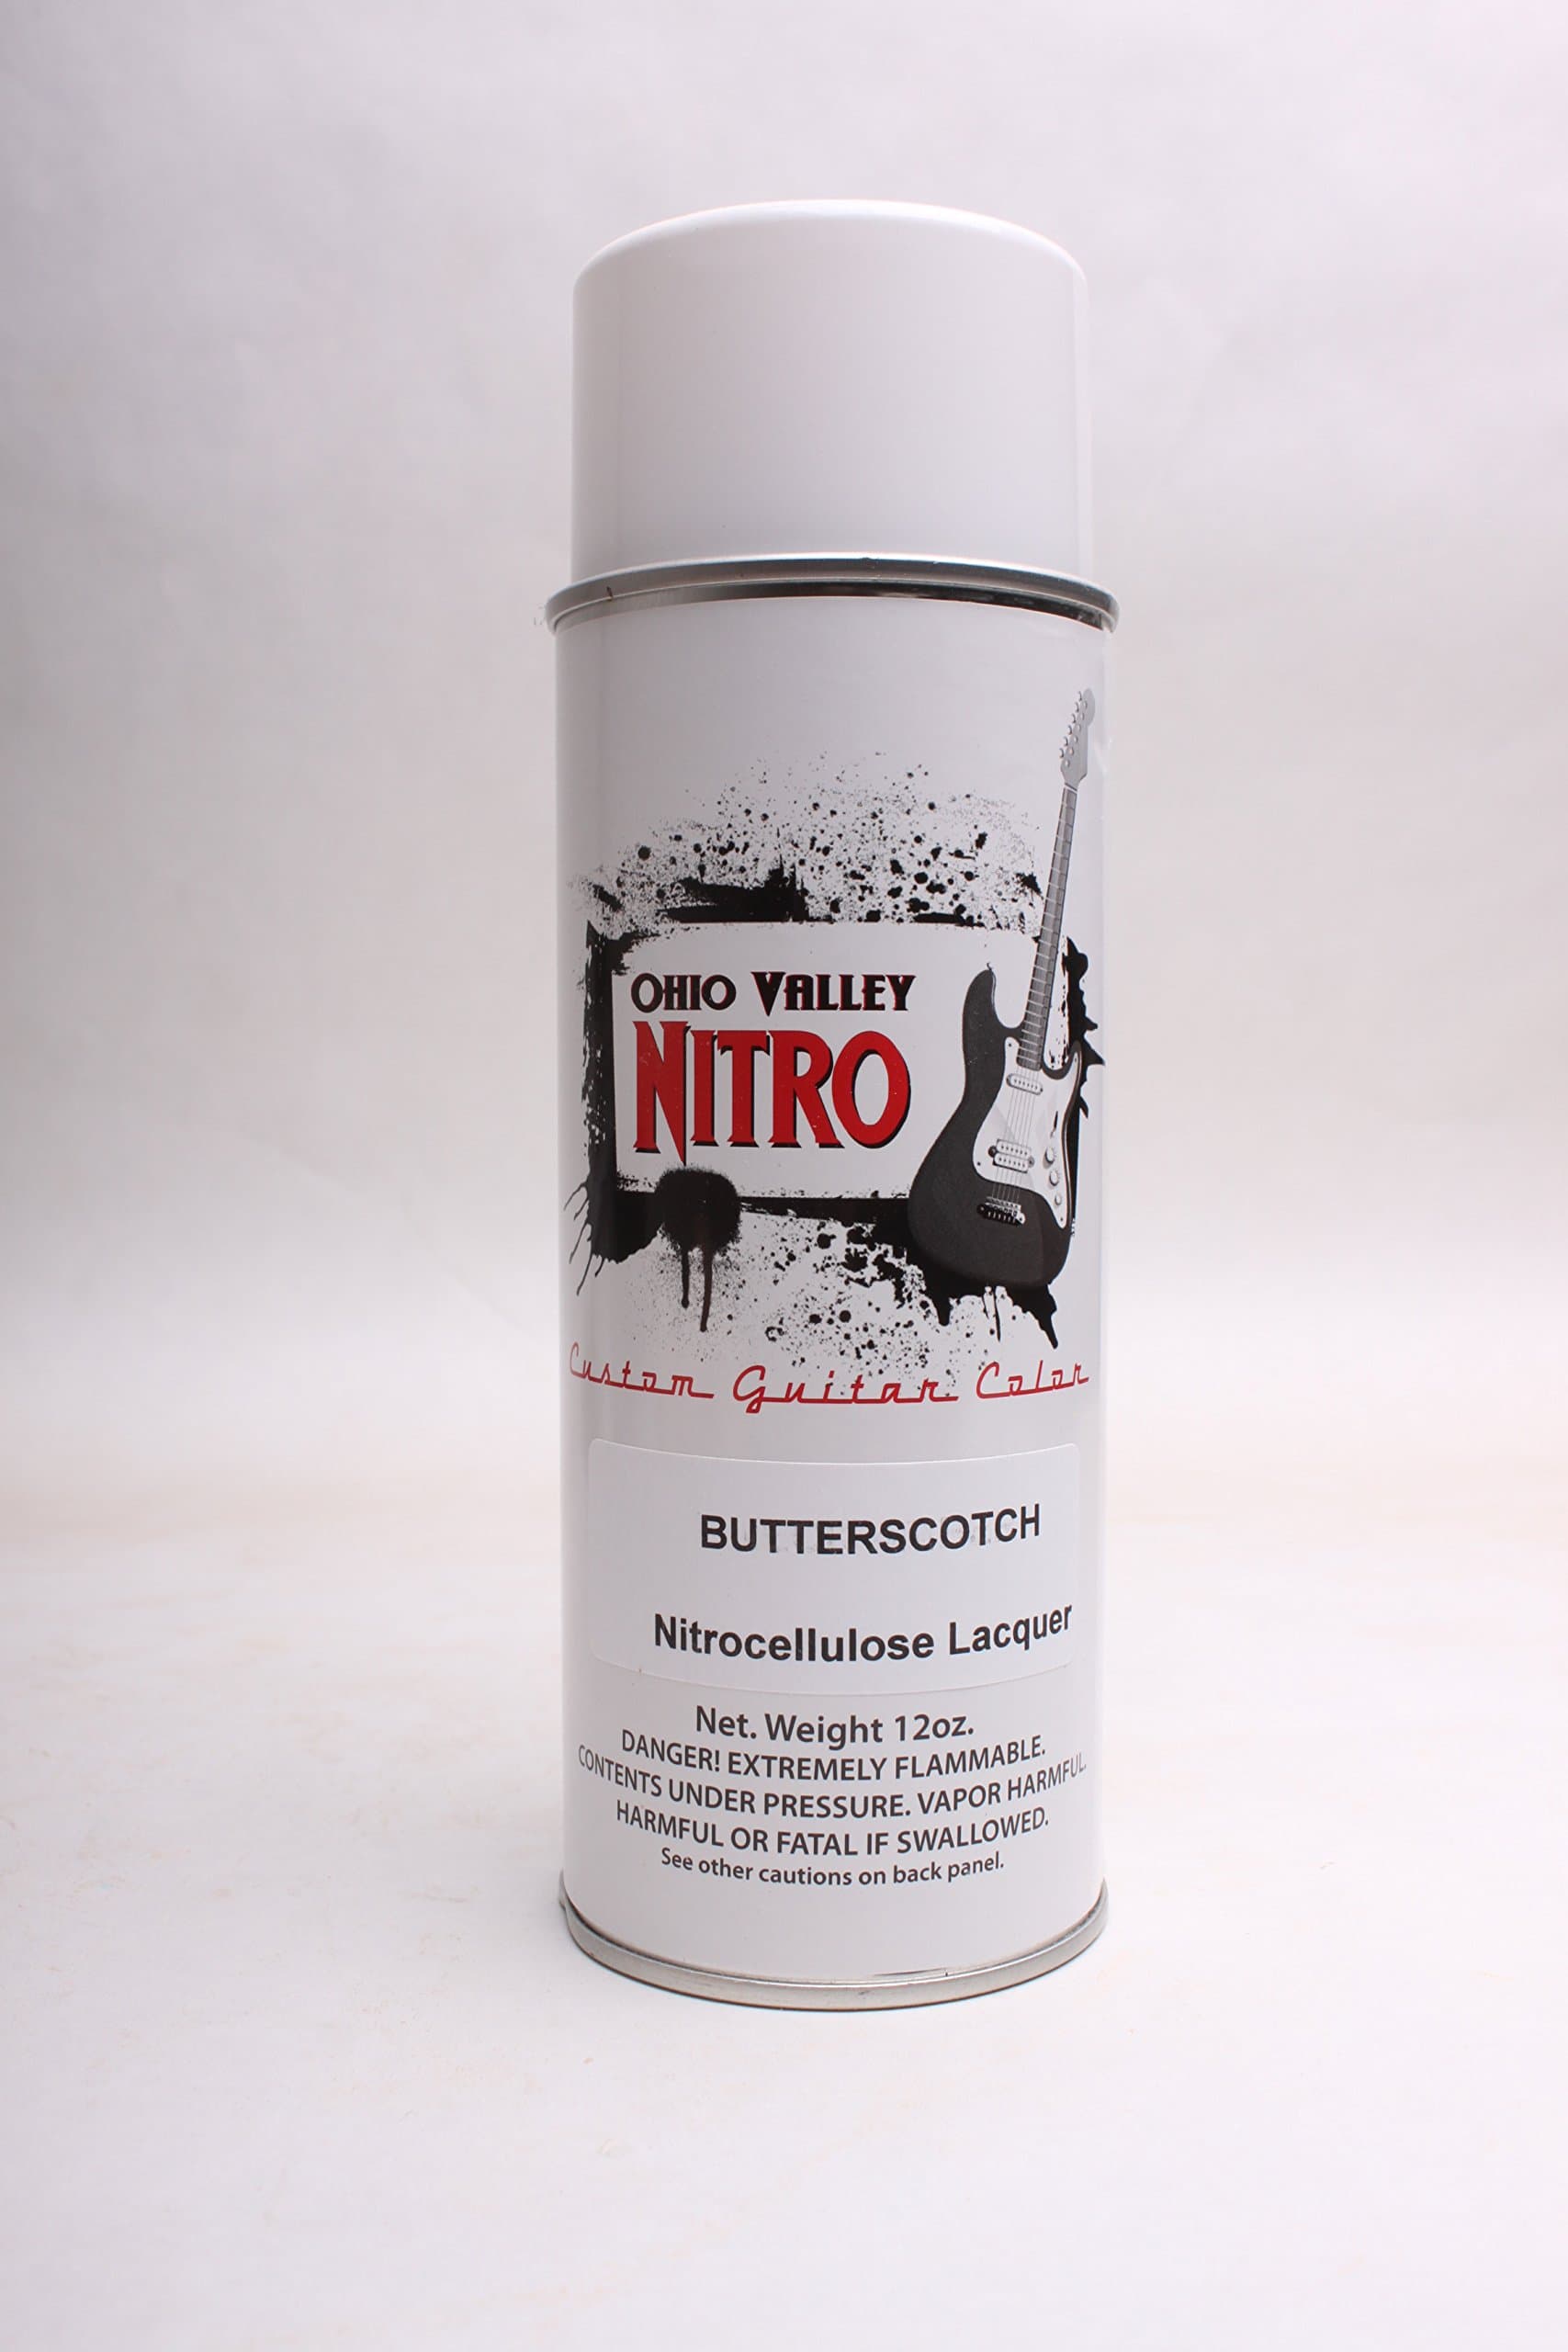 OHIO VALLEY
NITRO
Custom Guitar Color
BUTTERSCOTCH
Nitrocellulose Lacquer
Net. Weight 12oz.
DANGER! EXTREMELY FLAMMABLE.
CONTENTS UNDER PRESSURE. VAPOR HARMFUL.
HARMFUL OR FATAL IF SWALLOWED.
See other cautions on back panel.